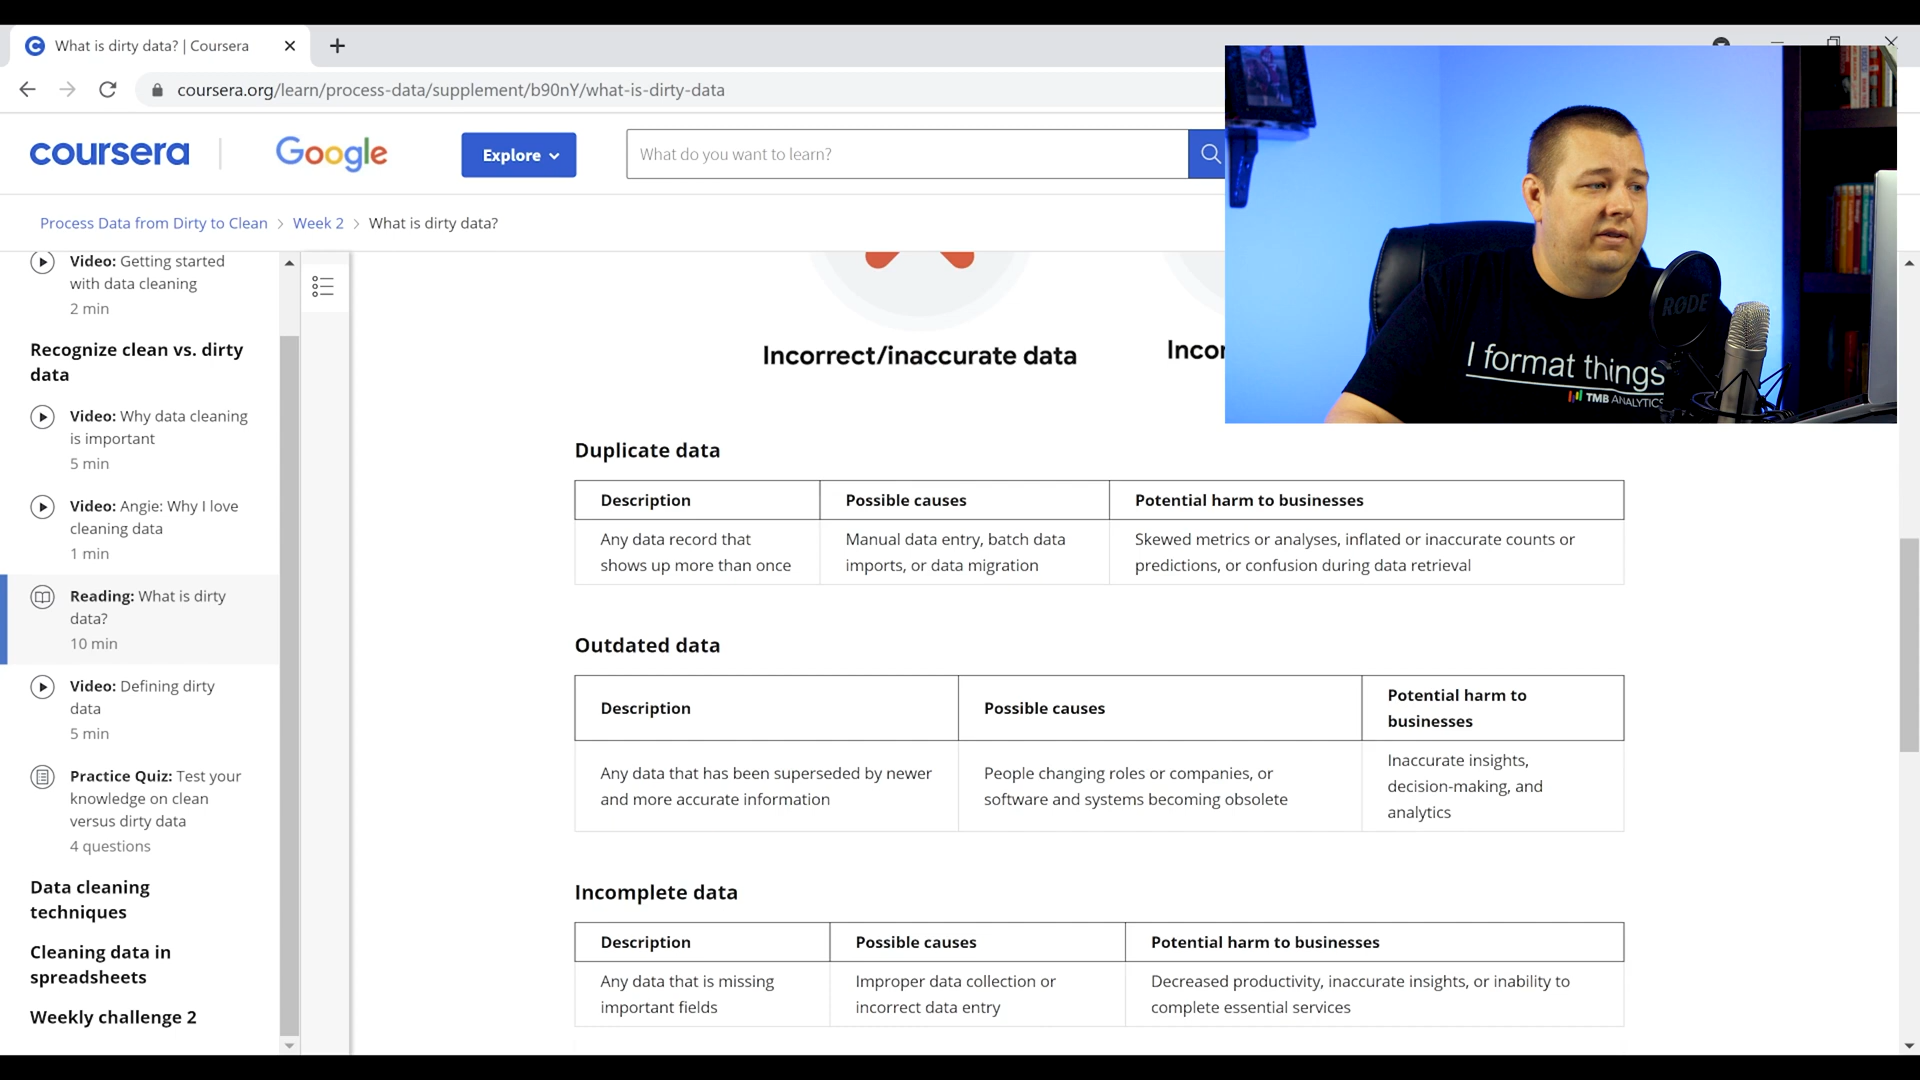 What is dirty data? | Coursera
coursera.org/learn/process-data/supplement/b90nY/what-is-dirty-data
coursera
Google
Explore
What do you want to learn?
Process Data from Dirty to Clean > Week 2 > What is dirty data?
Video: Getting started
with data cleaning
2 min
Recognize clean vs. dirty
data
Video: Why data cleaning
is important
5 min
Video: Angie: Why I love
cleaning data
1 min
Reading: What is dirty
data?
10 min
Video: Defining dirty
data
5 min
Practice Quiz: Test your
knowledge on clean
versus dirty data
4 questions
Data cleaning
techniques
Cleaning data in
spreadsheets
Weekly challenge 2
Incorrect/inaccurate data
Incor
RODE
I format things
TMB ANALYTICS
Duplicate data
Description Possible causes Potential harm to businesses
Any data record that
shows up more than once
Manual data entry, batch data
imports, or data migration
Skewed metrics or analyses, inflated or inaccurate counts or
predictions, or confusion during data retrieval
Outdated data
Description Possible causes
Potential harm to
businesses
Any data that has been superseded by newer
and more accurate information
People changing roles or companies, or
software and systems becoming obsolete
Inaccurate insights,
decision-making, and
analytics
Incomplete data
Description Possible causes Potential harm to businesses
Any data that is missing
important fields
Improper data collection or
incorrect data entry
Decreased productivity, inaccurate insights, or inability to
complete essential services